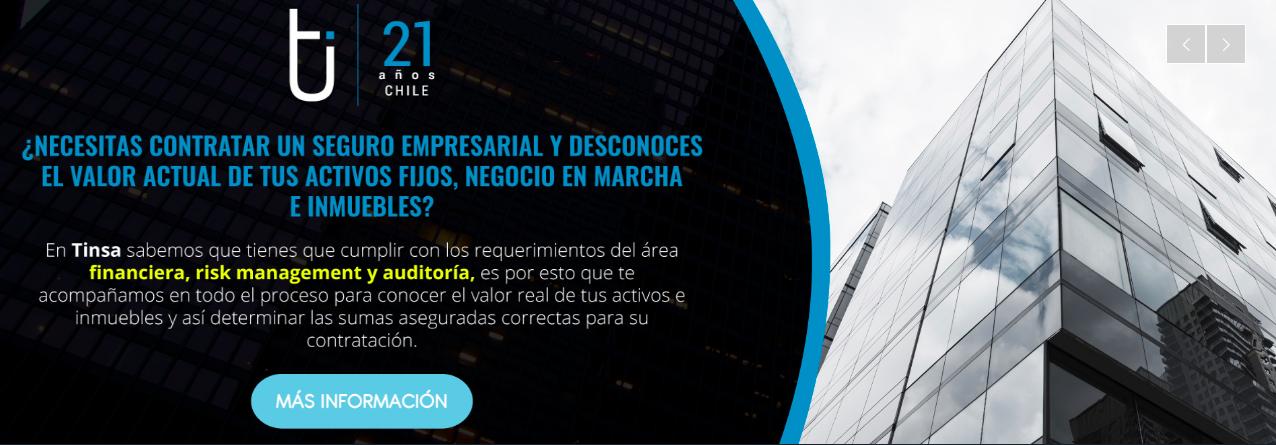 ti
21
años
CHILE
¿NECESITAS CONTRATAR UN SEGURO EMPRESARIAL Y DESCONOCES
EL VALOR ACTUAL DE TUS ACTIVOS FIJOS, NEGOCIO EN MARCHA
E INMUEBLES?
En Tinsa sabemos que tienes que cumplir con los requerimientos del área
financiera, risk management y auditoría, es por esto que te
acompañamos en todo el proceso para conocer el valor real de tus activos e
inmuebles y así determinar las sumas aseguradas correctas para su
contratación.
MÁS INFORMACIÓN